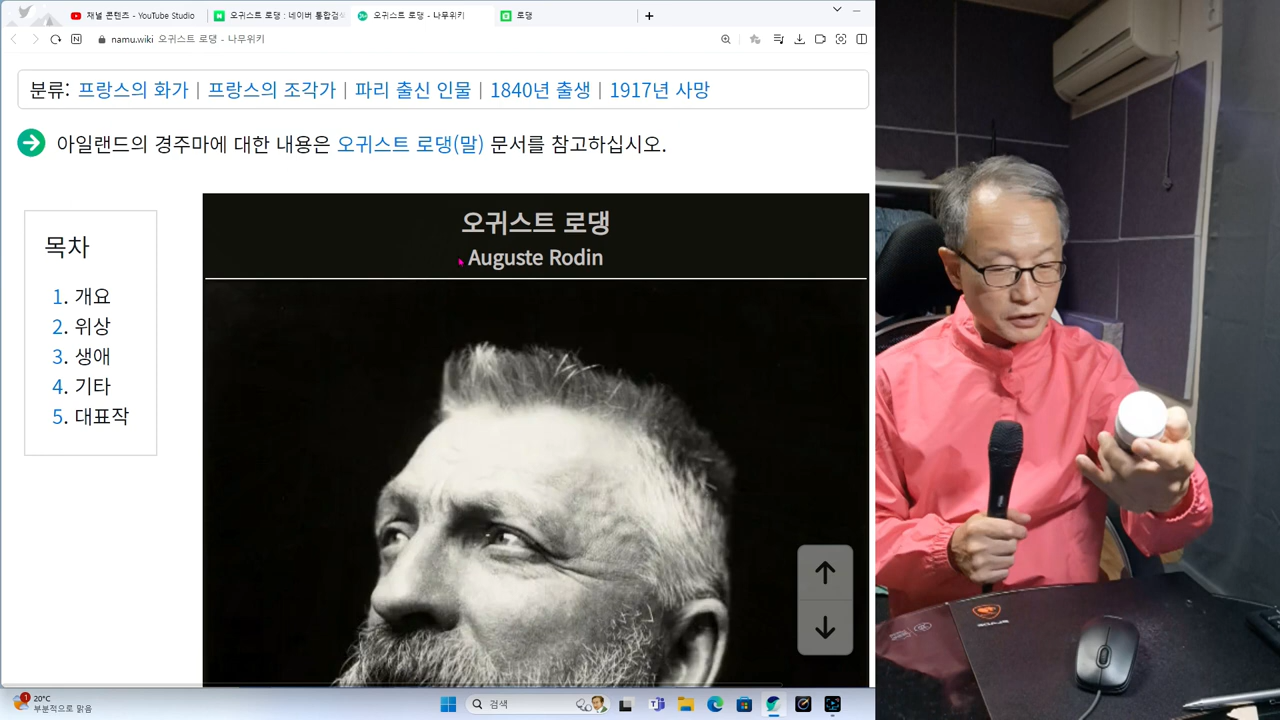 채널 콘텐츠 - YouTube Studio
오귀스트 로댕 : 네이버 통합검색
오귀스트 로댕 - 나무위키
로댕
namu.wiki 오귀스트 로댕 - 나무위키
분류: 프랑스의 화가 | 프랑스의 조각가 | 파리 출신 인물 | 1840년 출생 | 1917년 사망
아일랜드의 경주마에 대한 내용은 오귀스트 로댕(말) 문서를 참고하십시오.
목차
1. 개요
2. 위상
3. 생애
4. 기타
5. 대표작
오귀스트 로댕
Auguste Rodin
1
20°C
부분적으로 맑음
검색